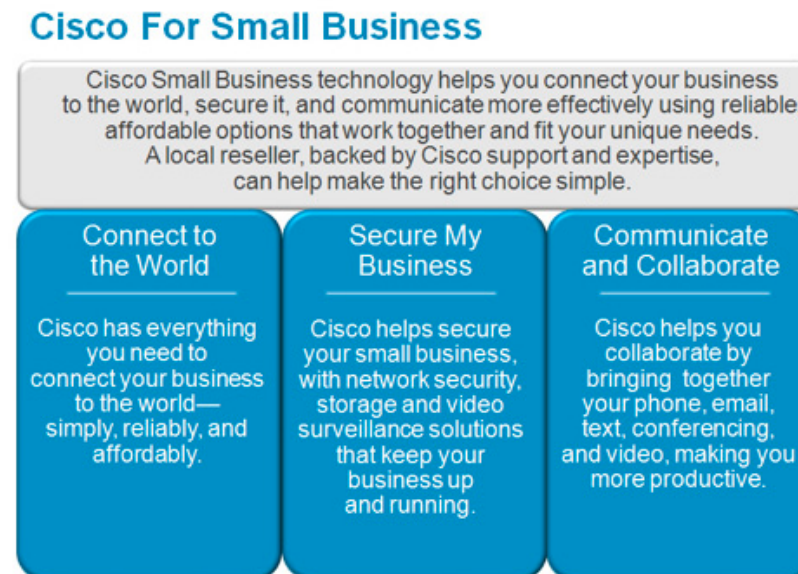 Cisco For Small Business
Cisco Small Business technology helps you connect your business
to the world, secure it, and communicate more effectively using reliable
affordable options that work together and fit your unique needs.
A local reseller, backed by Cisco support and expertise,
can help make the right choice simple.
Connect to
the World
Cisco has everything
you need to
connect your business
to the world—
simply, reliably, and
affordably.
Secure My
Business
Cisco helps secure
your small business,
with network security,
storage and video
surveillance solutions
that keep your
business up
and running.
Communicate
and Collaborate
Cisco helps you
collaborate by
bringing together
your phone, email,
text, conferencing,
and video, making you
more productive.